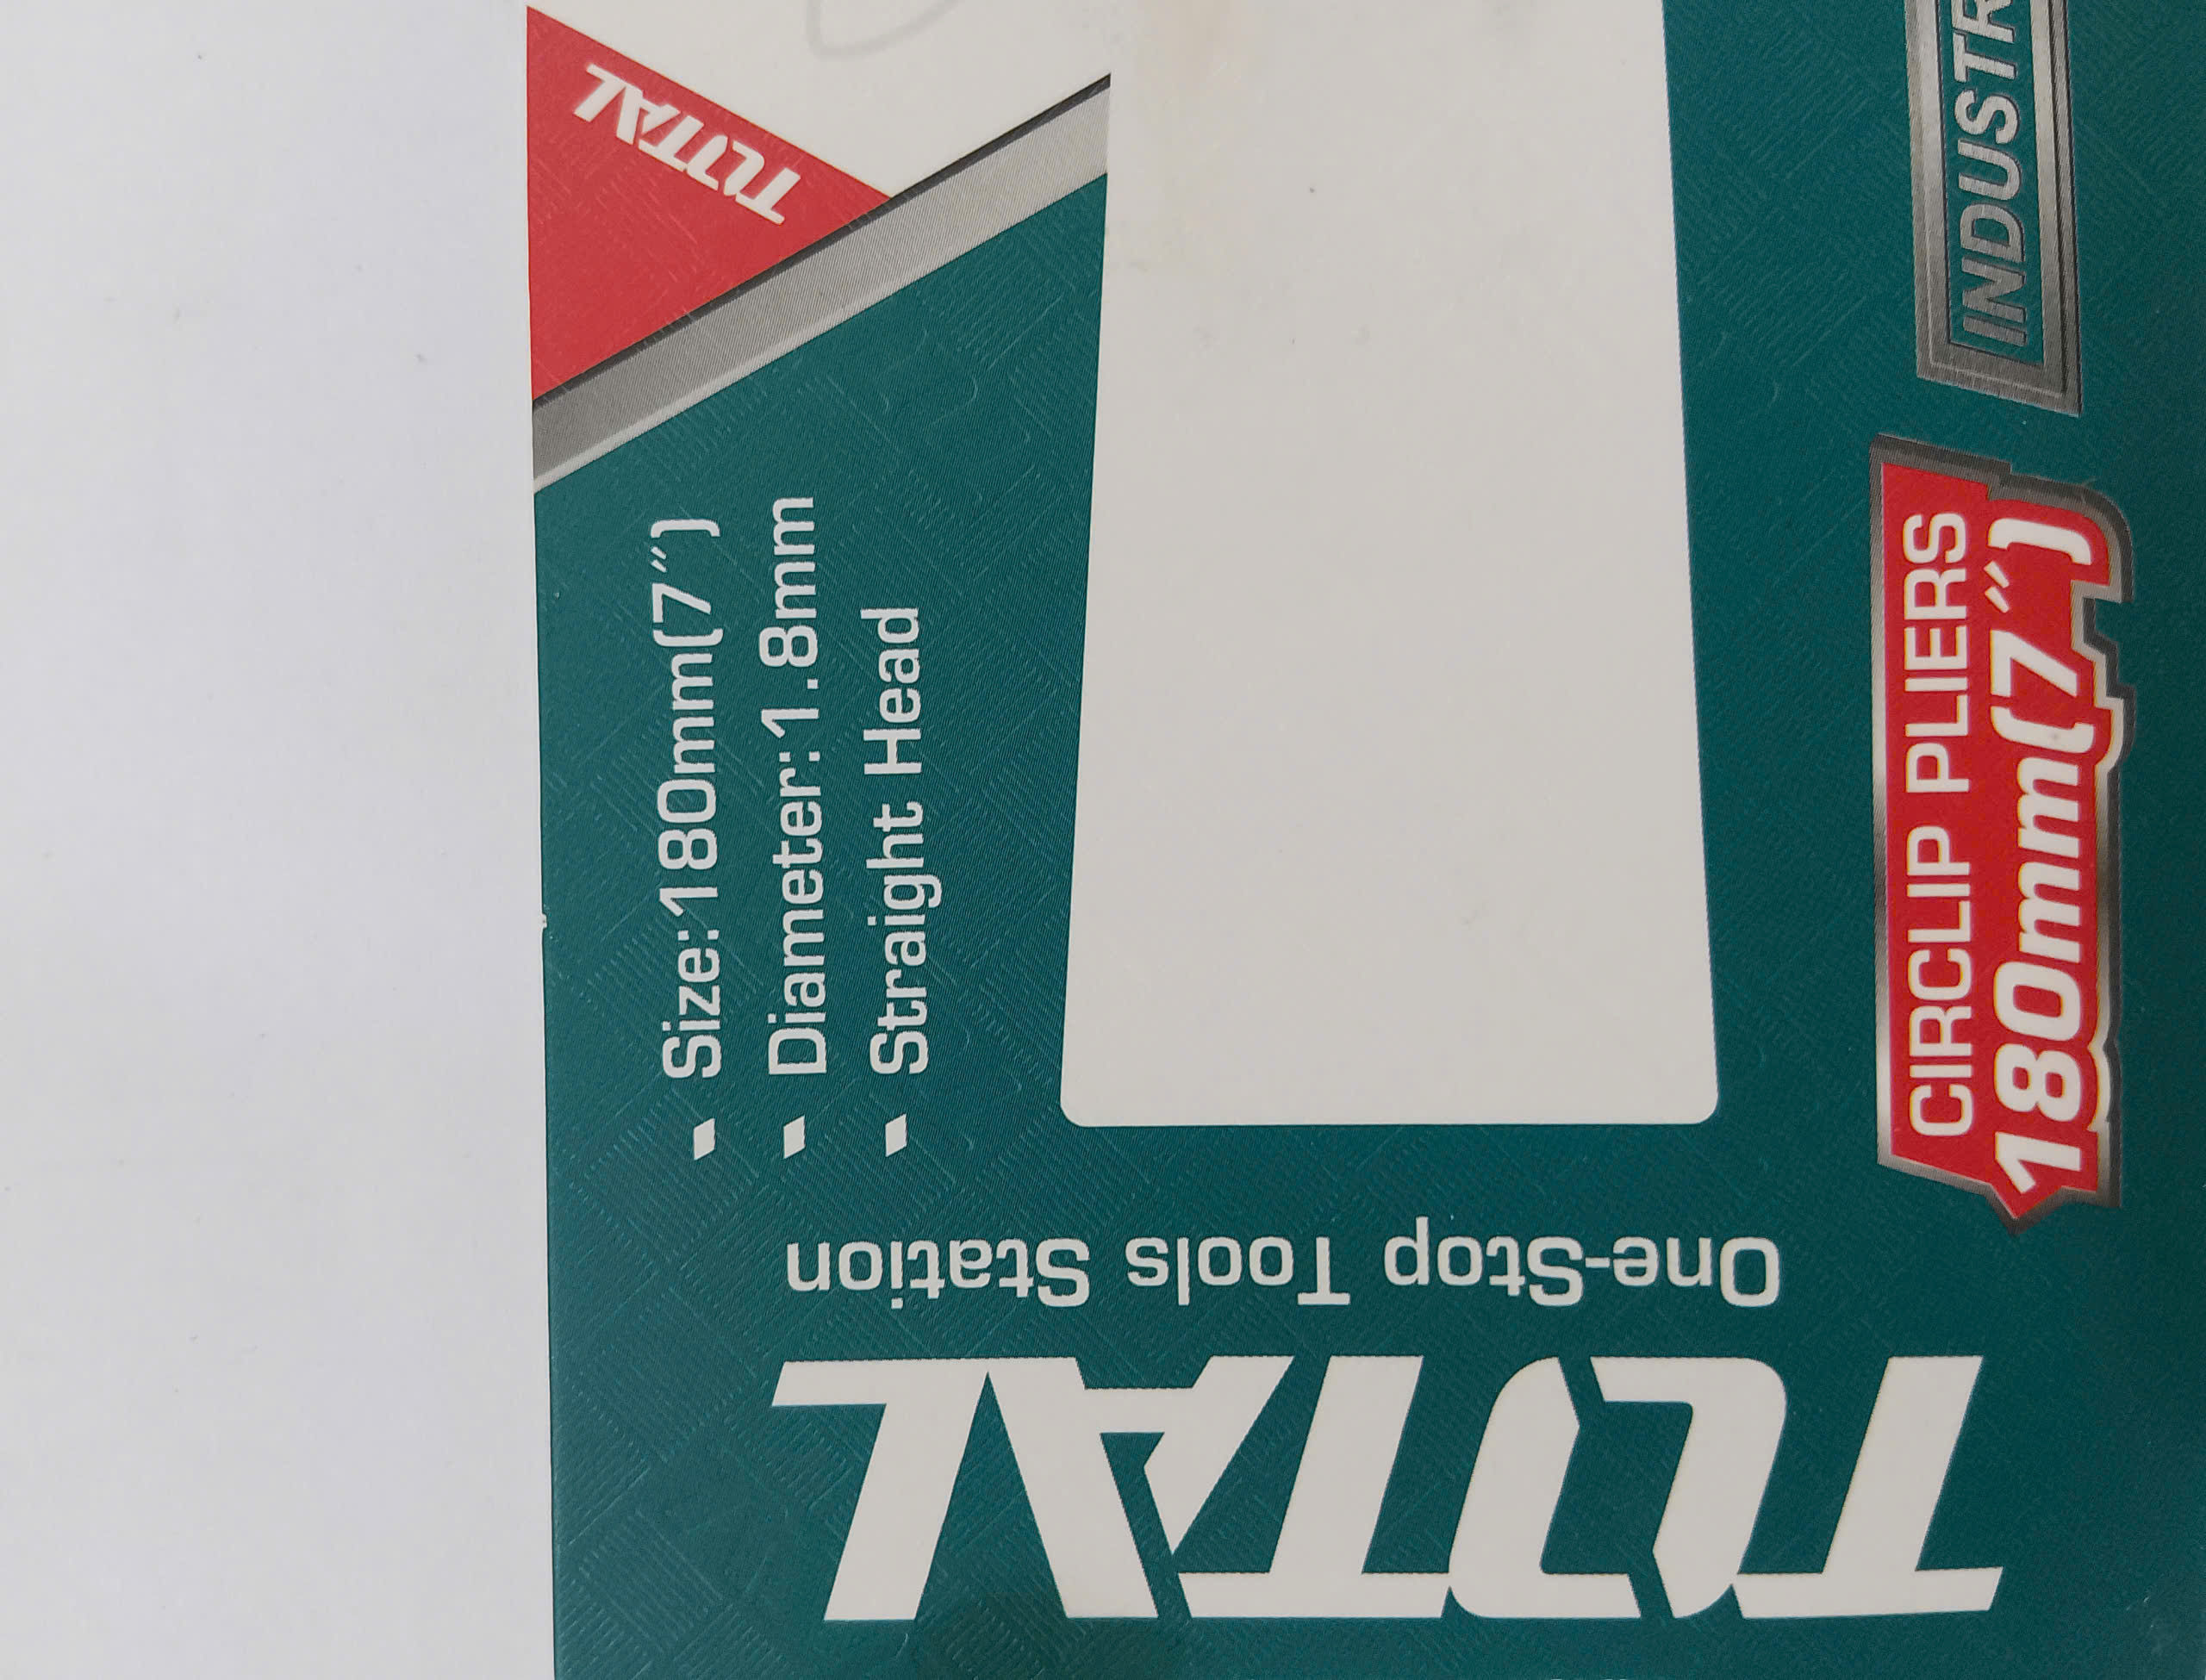 TOTAL
One-Stop Tools Station
CIRCLIP PLIERS
180mm(7″)
▪ Size:180mm(7″)
▪ Diameter:1.8mm
▪ Straight Head
TOTAL
INDUSTR